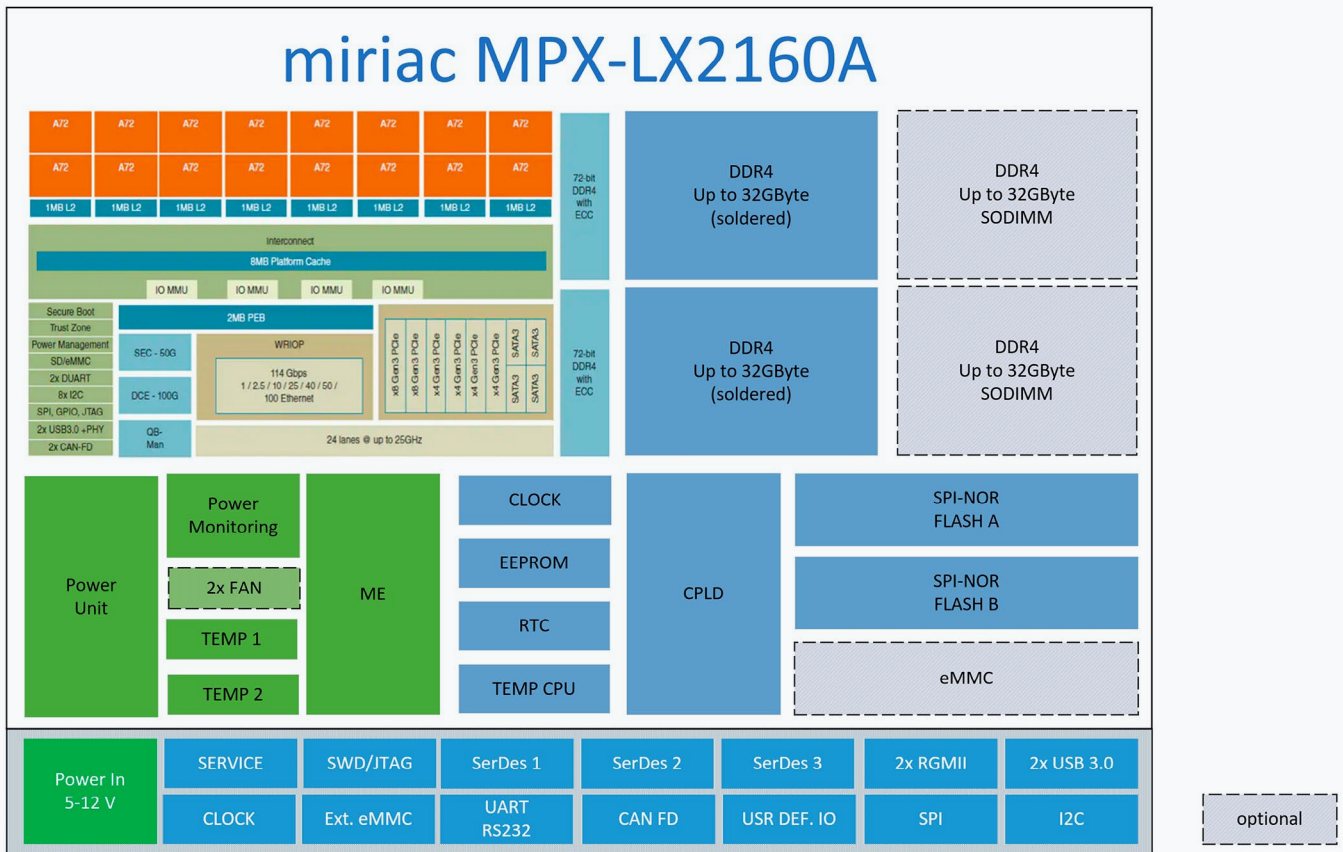 miriac MPX-LX2160A
A72 A72 A72 A72 A72 A72 A72 A72
A72 A72 A72 A72 A72 A72 A72 A72
1MB L2 1MB L2 1MB L2 1MB L2 1MB L2 1MB L2 1MB L2 1MB L2
Interconnect
8MB Platform Cache
IO MMU IO MMU IO MMU IO MMU
Secure Boot
Trust Zone
Power Management
SD/eMMC
2x DUART
8x I2C
SPI, GPIO, JTAG
2x USB3.0 +PHY
2x CAN-FD
2MB PEB
SEC - 50G
DCE - 100G
QB-
Man
WRIOP
114 Gbps
1 / 2.5 / 10 / 25 / 40 / 50 /
100 Ethernet
x8 Gen3 PCIe
x8 Gen3 PCIe
x4 Gen3 PCIe
x4 Gen3 PCIe
x4 Gen3 PCIe
x4 Gen3 PCIe
SATA3
SATA3
SATA3
SATA3
24 lanes @ up to 25GHz
72-bit
DDR4
with
ECC
72-bit
DDR4
with
ECC
DDR4
Up to 32GByte
(soldered)
DDR4
Up to 32GByte
SODIMM
DDR4
Up to 32GByte
(soldered)
DDR4
Up to 32GByte
SODIMM
Power
Unit
Power
Monitoring
2x FAN
TEMP 1
TEMP 2
ME
CLOCK
EEPROM
RTC
TEMP CPU
CPLD
SPI-NOR
FLASH A
SPI-NOR
FLASH B
eMMC
Power In
5-12 V
SERVICE
SWD/JTAG
SerDes 1
SerDes 2
SerDes 3
2x RGMII
2x USB 3.0
CLOCK
Ext. eMMC
UART
RS232
CAN FD
USR DEF. IO
SPI
I2C
optional